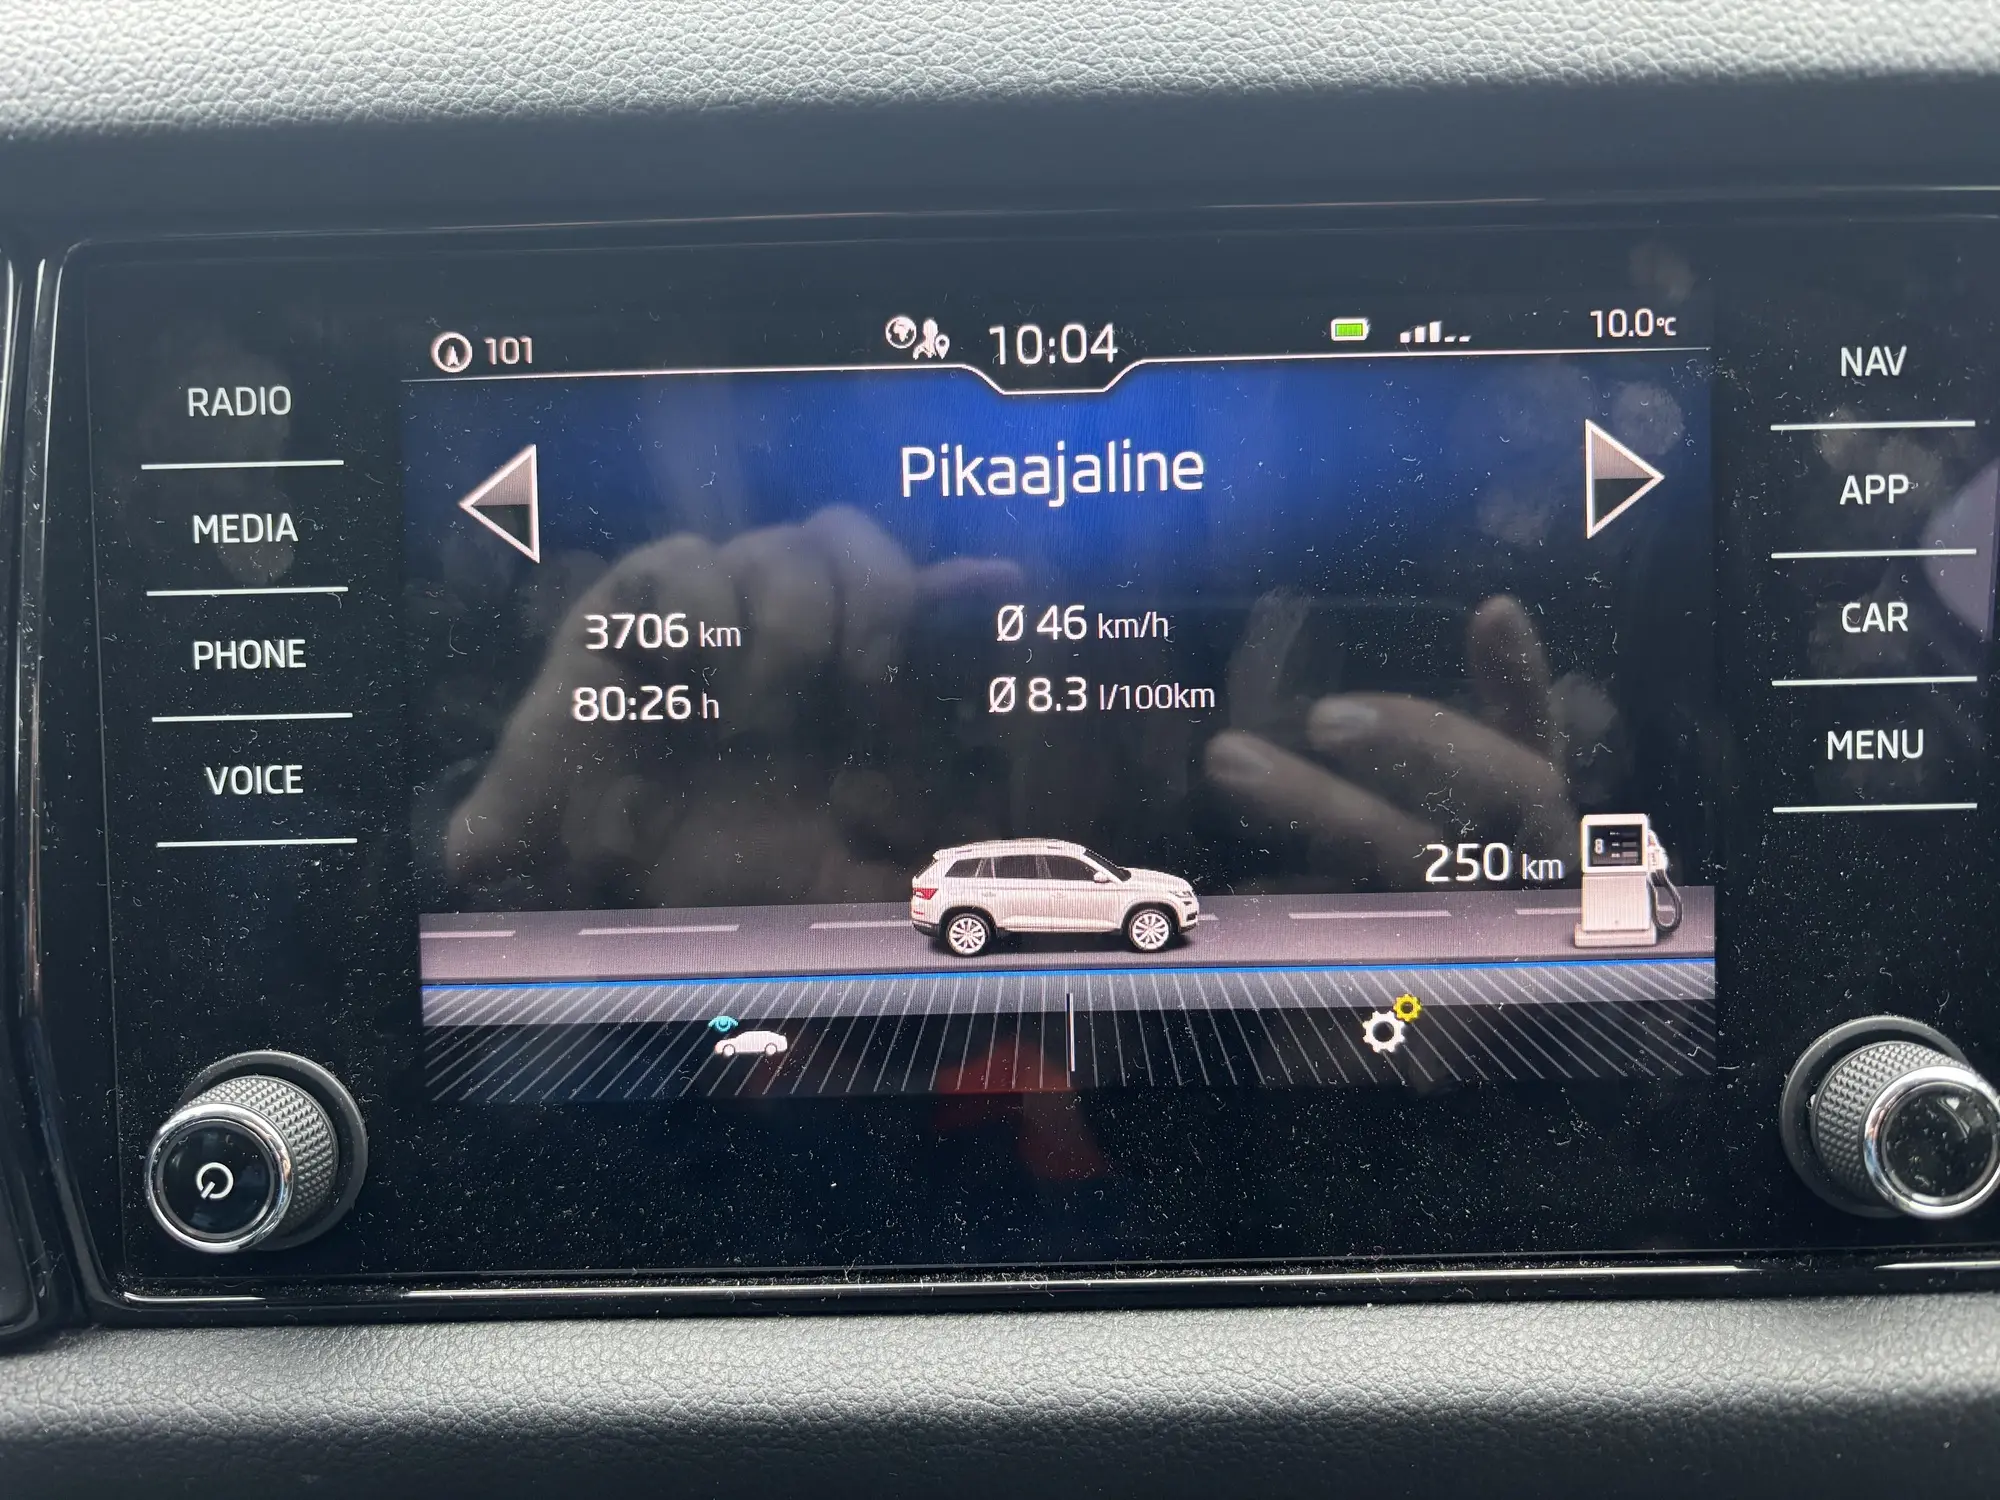 101
10:04
10.0°C
RADIO
MEDIA
PHONE
VOICE
Pikaajaline
3706 km
Ø 46 km/h
80:26 h
Ø 8.3 l/100km
250 km
8
NAV
APP
CAR
MENU